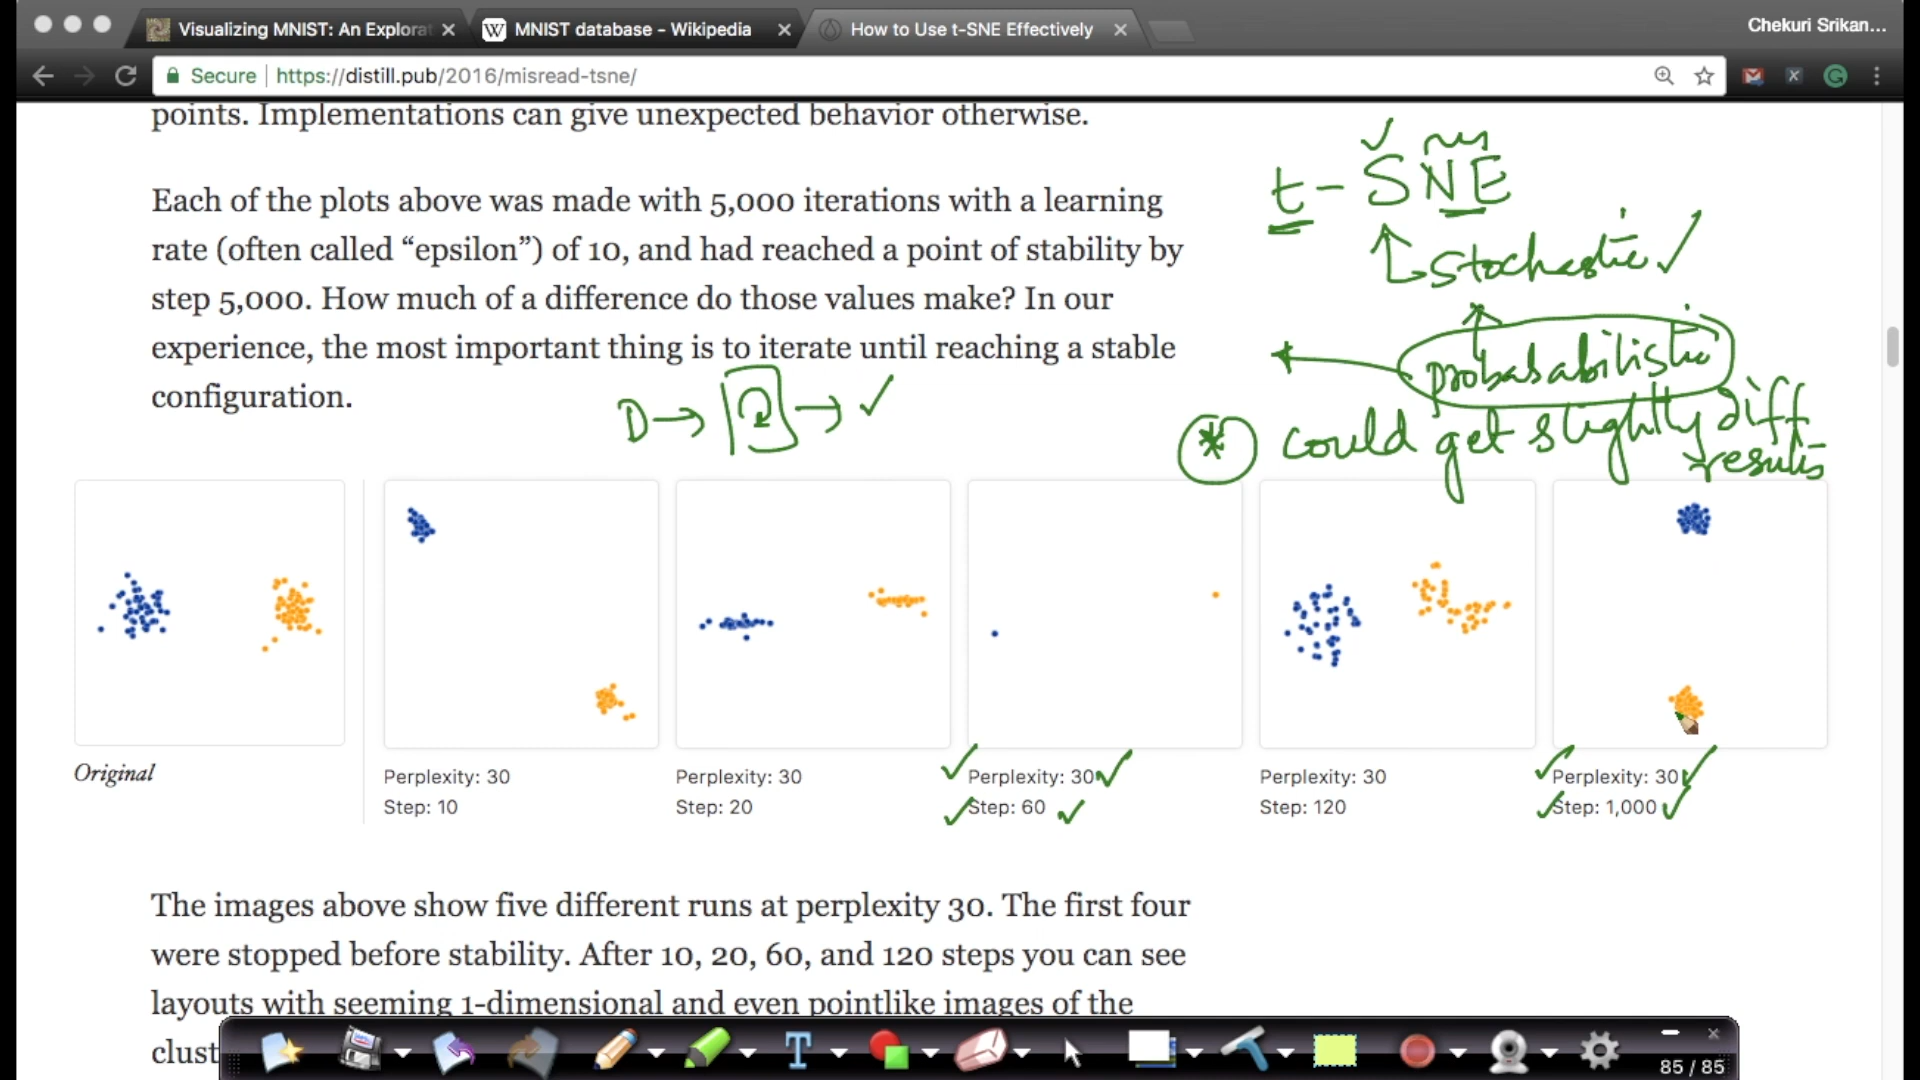 Visualizing MNIST: An Explorat
MNIST database - Wikipedia
How to Use t-SNE Effectively
Chekuri Srikan...
Secure
https://distill.pub/2016/misread-tsne/
points. Implementations can give unexpected behavior otherwise.
Each of the plots above was made with 5,000 iterations with a learning
rate (often called “epsilon”) of 10, and had reached a point of stability by
step 5,000. How much of a difference do those values make? In our
experience, the most important thing is to iterate until reaching a stable
configuration.
t-SNE
stochastic
probabablistic
could get slightly diff
results
D
Original
Perplexity: 30
Step: 10
Perplexity: 30
Step: 20
Perplexity: 30
Step: 60
Perplexity: 30
Step: 120
Perplexity: 30
Step: 1,000
The images above show five different runs at perplexity 30. The first four
were stopped before stability. After 10, 20, 60, and 120 steps you can see
layouts with seeming 1-dimensional and even pointlike images of the
clust
85 / 85